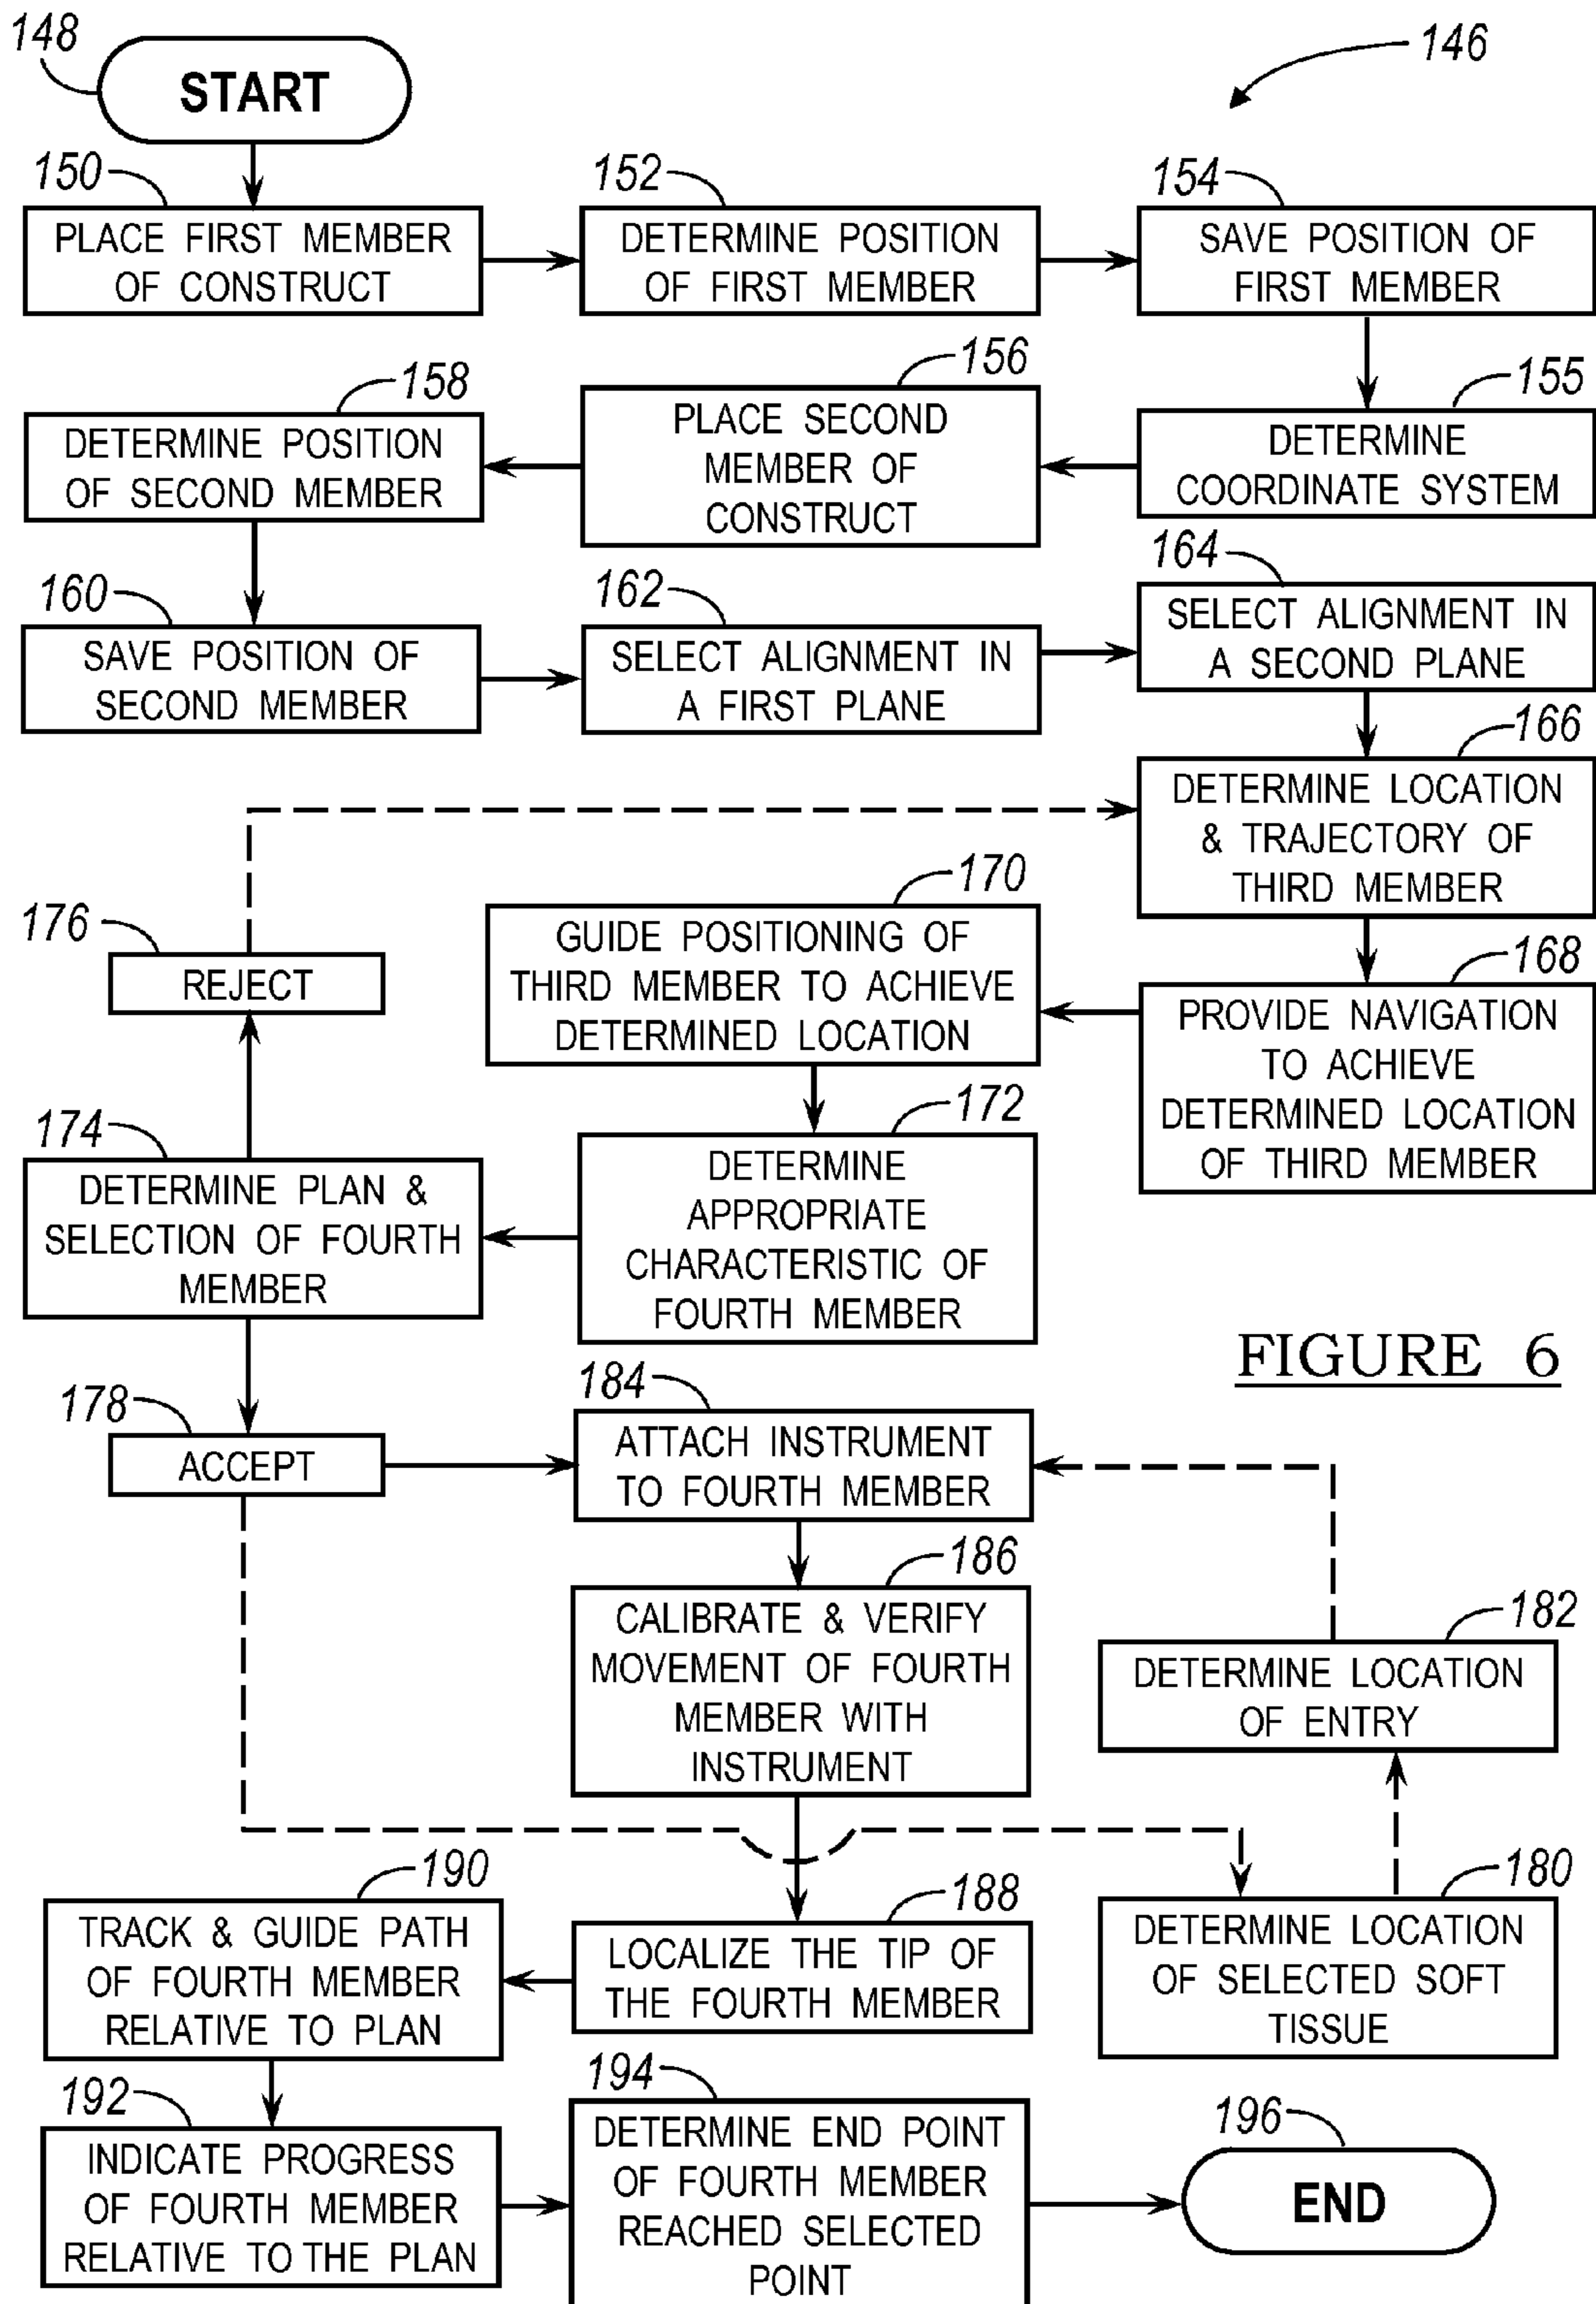 148
START
146
150
PLACE FIRST MEMBER
OF CONSTRUCT
152
DETERMINE POSITION
OF FIRST MEMBER
154
SAVE POSITION OF
FIRST MEMBER
155
DETERMINE
COORDINATE SYSTEM
156
PLACE SECOND
MEMBER OF
CONSTRUCT
158
DETERMINE POSITION
OF SECOND MEMBER
160
SAVE POSITION OF
SECOND MEMBER
162
SELECT ALIGNMENT IN
A FIRST PLANE
164
SELECT ALIGNMENT IN
A SECOND PLANE
166
DETERMINE LOCATION
& TRAJECTORY OF
THIRD MEMBER
168
PROVIDE NAVIGATION
TO ACHIEVE
DETERMINED LOCATION
OF THIRD MEMBER
170
GUIDE POSITIONING OF
THIRD MEMBER TO ACHIEVE
DETERMINED LOCATION
172
DETERMINE
APPROPRIATE
CHARACTERISTIC OF
FOURTH MEMBER
174
DETERMINE PLAN &
SELECTION OF FOURTH
MEMBER
176
REJECT
178
ACCEPT
FIGURE 6
184
ATTACH INSTRUMENT
TO FOURTH MEMBER
186
CALIBRATE & VERIFY
MOVEMENT OF FOURTH
MEMBER WITH
INSTRUMENT
182
DETERMINE LOCATION
OF ENTRY
180
DETERMINE LOCATION
OF SELECTED SOFT
TISSUE
188
LOCALIZE THE TIP OF
THE FOURTH MEMBER
190
TRACK & GUIDE PATH
OF FOURTH MEMBER
RELATIVE TO PLAN
192
INDICATE PROGRESS
OF FOURTH MEMBER
RELATIVE TO THE PLAN
194
DETERMINE END POINT
OF FOURTH MEMBER
REACHED SELECTED
POINT
196
END